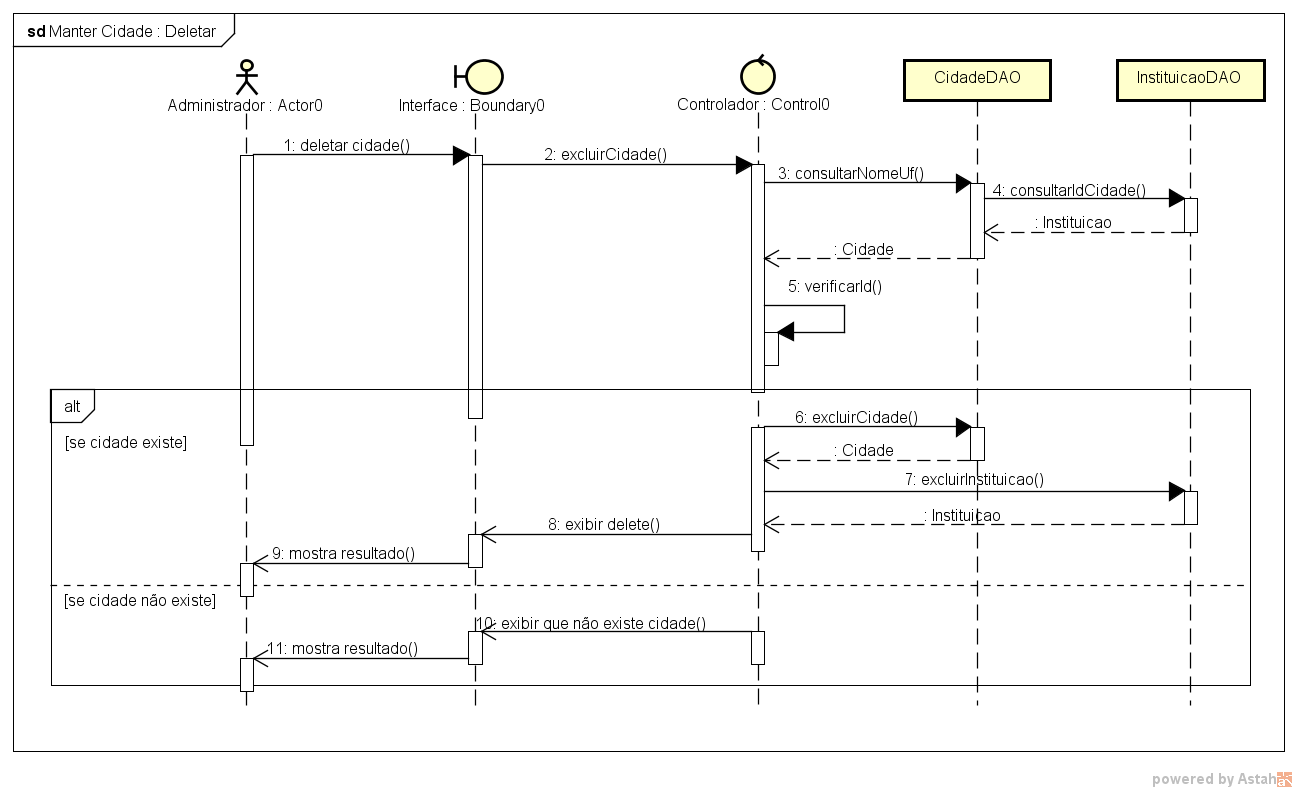 sd Manter Cidade : Deletar
Administrador : Actor0
Interface : Boundary0
Controlador : Control0
CidadeDAO
InstituicaoDAO
1: deletar cidade()
2: excluirCidade()
3: consultarNomeUf()
4: consultarIdCidade()
: Instituicao
: Cidade
5: verificarId()
alt
[se cidade existe]
6: excluirCidade()
: Cidade
7: excluirInstituicao()
: Instituicao
8: exibir delete()
9: mostra resultado()
[se cidade não existe]
10: exibir que não existe cidade()
11: mostra resultado()
powered by Astah